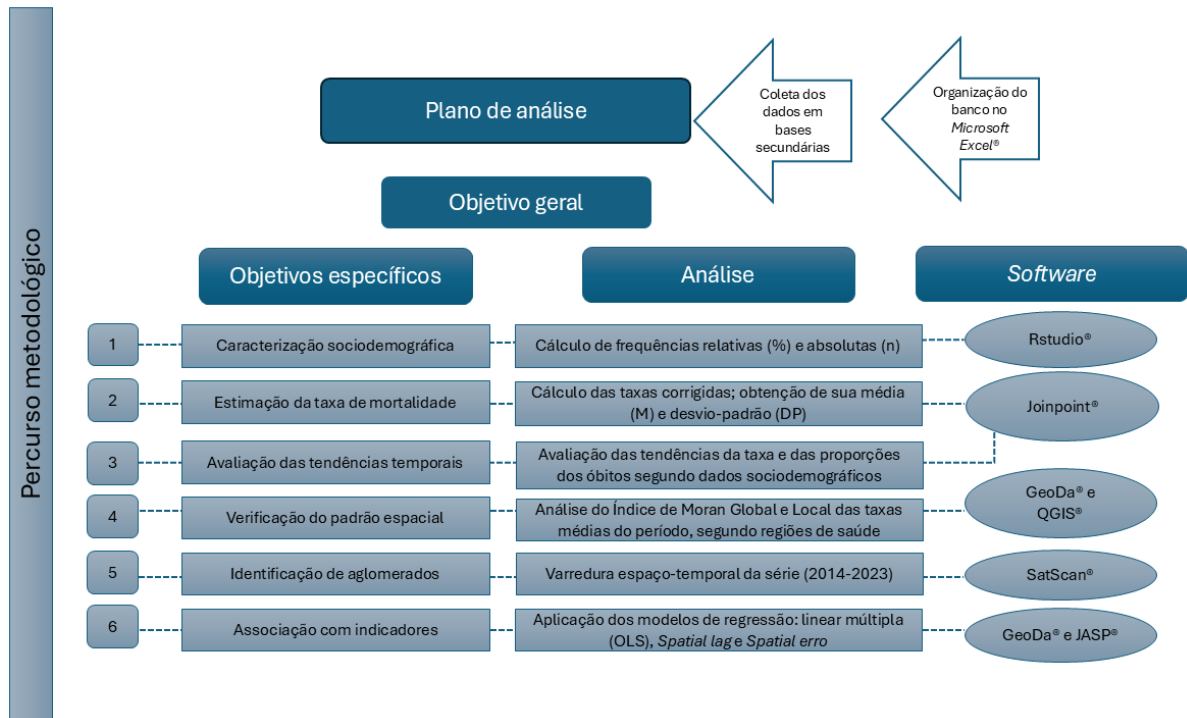 Percurso metodológico
Plano de análise
Coleta dos
dados em
bases
secundárias
Organização do
banco no
Microsoft
Excel®
Objetivo geral
Objetivos específicos
Análise
Software
1
Caracterização sociodemográfica
Cálculo de frequências relativas (%) e absolutas (n)
Rstudio®
2
Estimação da taxa de mortalidade
Cálculo das taxas corrigidas; obtenção de sua média
(M) e desvio-padrão (DP)
Joinpoint®
3
Avaliação das tendências temporais
Avaliação das tendências da taxa e das proporções
dos óbitos segundo dados sociodemográficos
4
Verificação do padrão espacial
Análise do Índice de Moran Global e Local das taxas
médias do período, segundo regiões de saúde
GeoDa® e
QGIS®
5
Identificação de aglomerados
Varredura espaço-temporal da série (2014-2023)
SatScan®
6
Associação com indicadores
Aplicação dos modelos de regressão: linear múltipla
(OLS), Spatial lag e Spatial erro
GeoDa® e JASP®